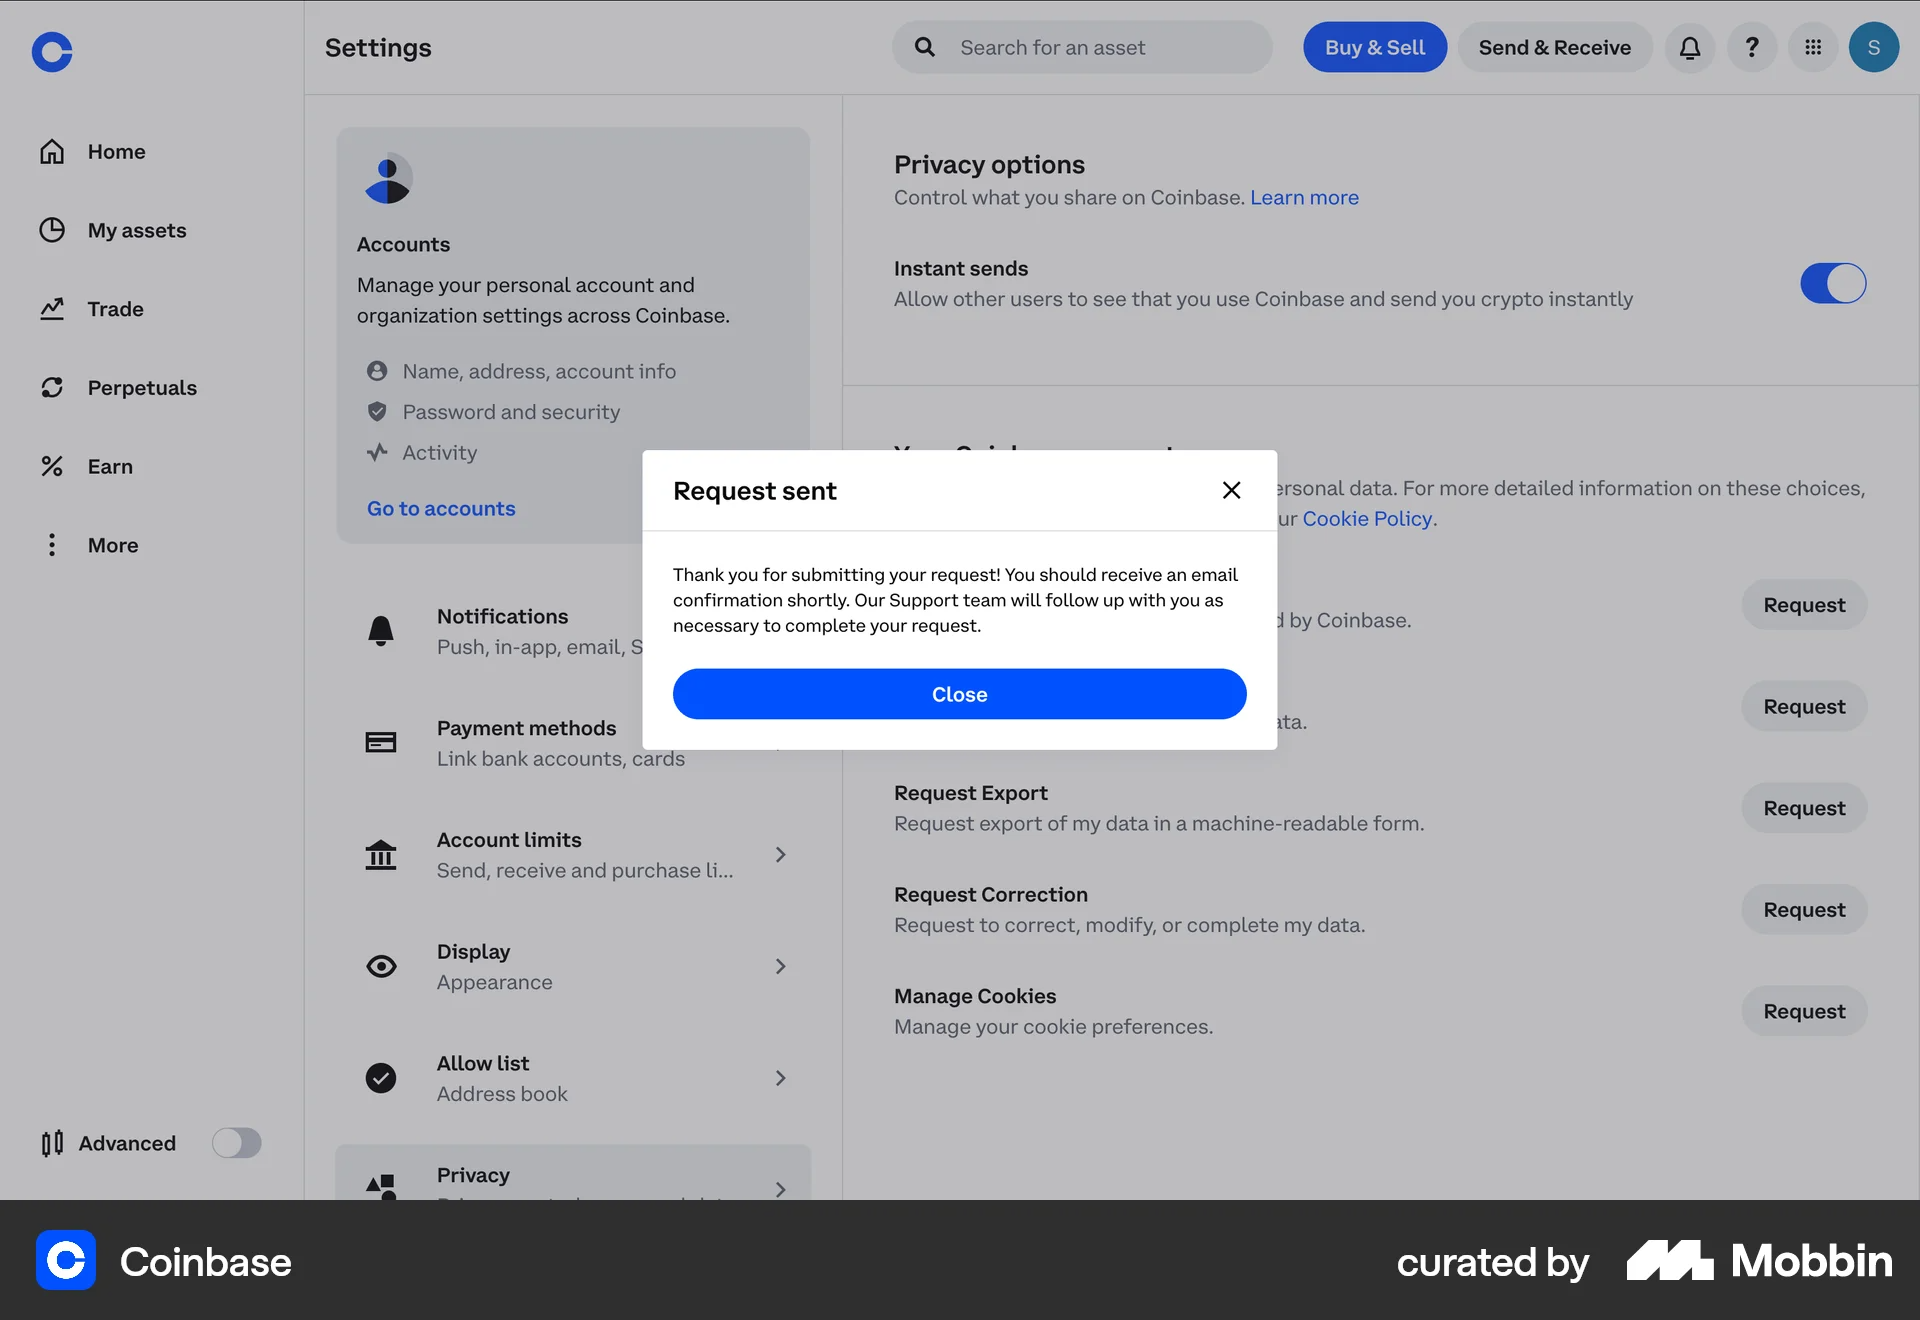 Settings
Search for an asset
Buy & Sell
Send & Receive
?
S
Home
My assets
Trade
Perpetuals
Earn
More
Advanced
Accounts
Manage your personal account and
organization settings across Coinbase.
Name, address, account info
Password and security
Activity
Go to accounts
Notifications
Push, in-app, email, S
Payment methods
Link bank accounts, cards
Account limits
Send, receive and purchase li...
Display
Appearance
Allow list
Address book
Privacy
Privacy options
Control what you share on Coinbase. Learn more
Instant sends
Allow other users to see that you use Coinbase and send you crypto instantly
ersonal data. For more detailed information on these choices,
ur Cookie Policy.
d by Coinbase.
Request
ata.
Request
Request Export
Request export of my data in a machine-readable form.
Request
Request Correction
Request to correct, modify, or complete my data.
Request
Manage Cookies
Manage your cookie preferences.
Request
Request sent
Thank you for submitting your request! You should receive an email
confirmation shortly. Our Support team will follow up with you as
necessary to complete your request.
Close
Coinbase
curated by
Mobbin